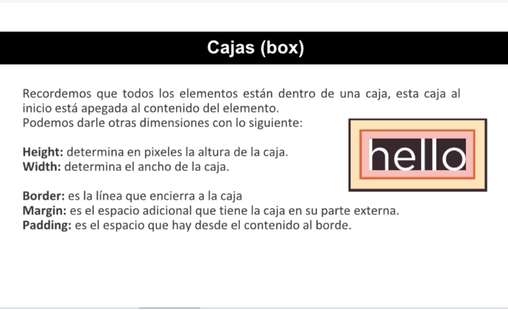 Cajas (box)
Recordemos que todos los elementos están dentro de una caja, esta caja al
inicio está apegada al contenido del elemento.
Podemos darle otras dimensiones con lo siguiente:
hello
Height: determina en pixeles la altura de la caja.
Width: determina el ancho de la caja.
Border: es la línea que encierra a la caja
Margin: es el espacio adicional que tiene la caja en su parte externa.
Padding: es el espacio que hay desde el contenido al borde.